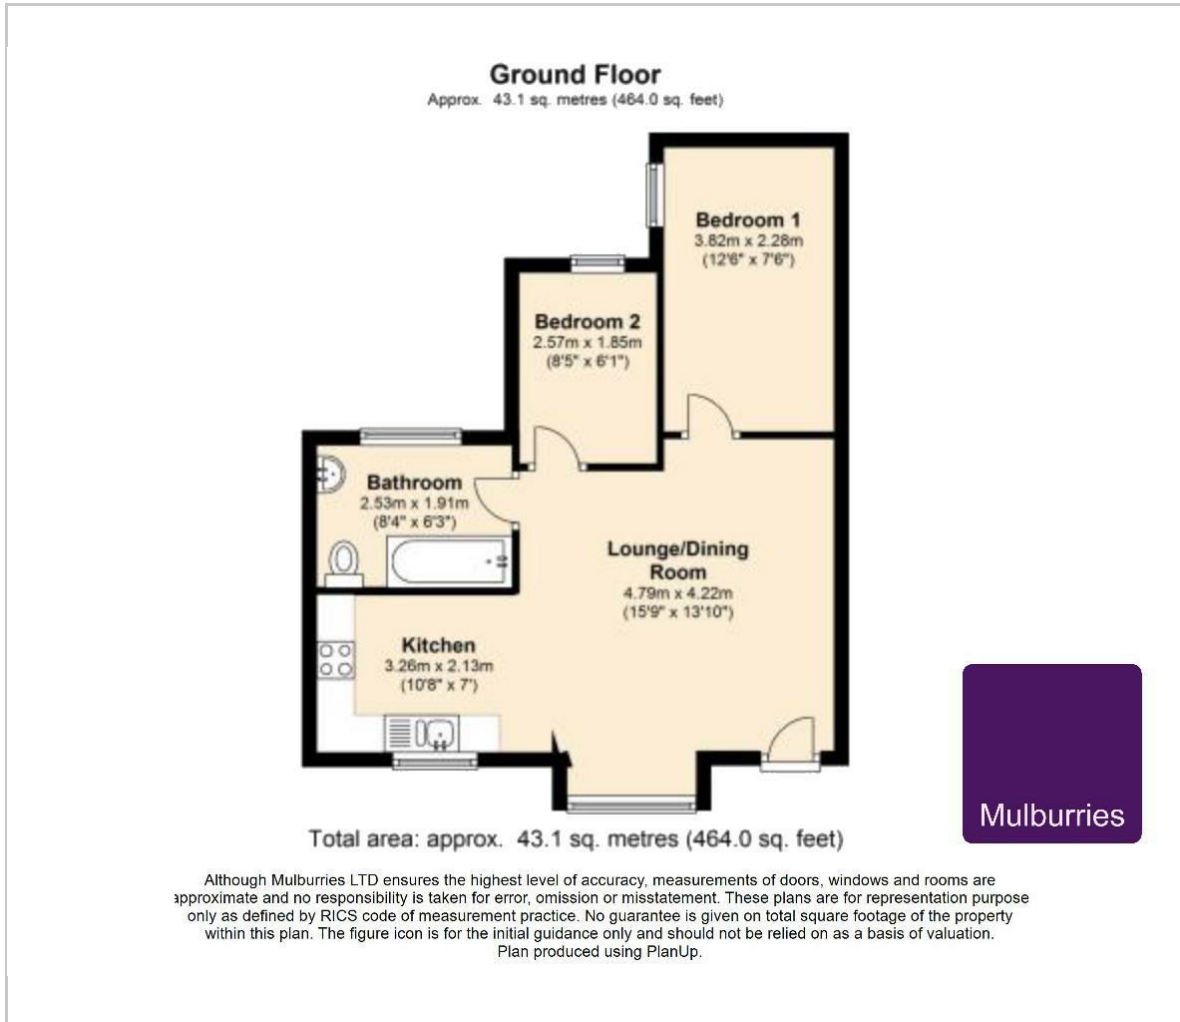 Ground Floor
Approx. 43.1 sq. metres (464.0 sq. feet)
Bedroom 1
3.82m x 2.28m
(12'6" x 7'6")
Bedroom 2
2.57m x 1.85m
(8'5" x 6'1")
Bathroom
2.53m x 1.91m
(8'4" x 6'3")
Lounge/Dining
Room
4.79m x 4.22m
(15'9" x 13'10")
Kitchen
3.26m x 2.13m
(10'8" x 7')
Mulburries
Total area: approx. 43.1 sq. metres (464.0 sq. feet)
Although Mulburries LTD ensures the highest level of accuracy, measurements of doors, windows and rooms are
approximate and no responsibility is taken for error, omission or misstatement. These plans are for representation purpose
only as defined by RICS code of measurement practice. No guarantee is given on total square footage of the property
within this plan. The figure icon is for the initial guidance only and should not be relied on as a basis of valuation.
Plan produced using PlanUp.